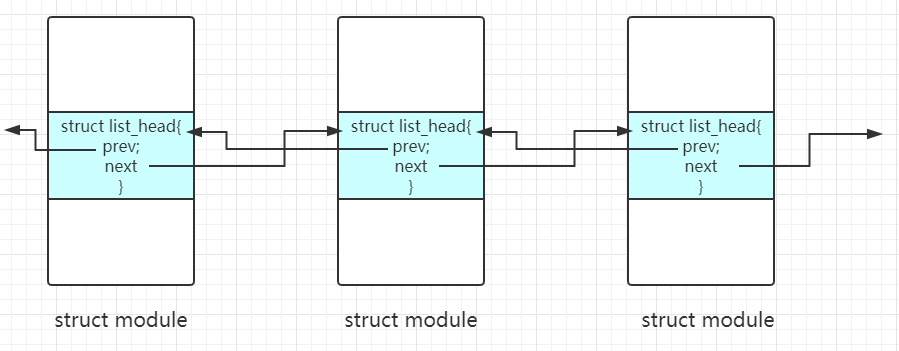 struct list_head{
prev;
next
}
struct list_head{
prev;
next
}
struct list_head{
prev;
next
}
struct module
struct module
struct module